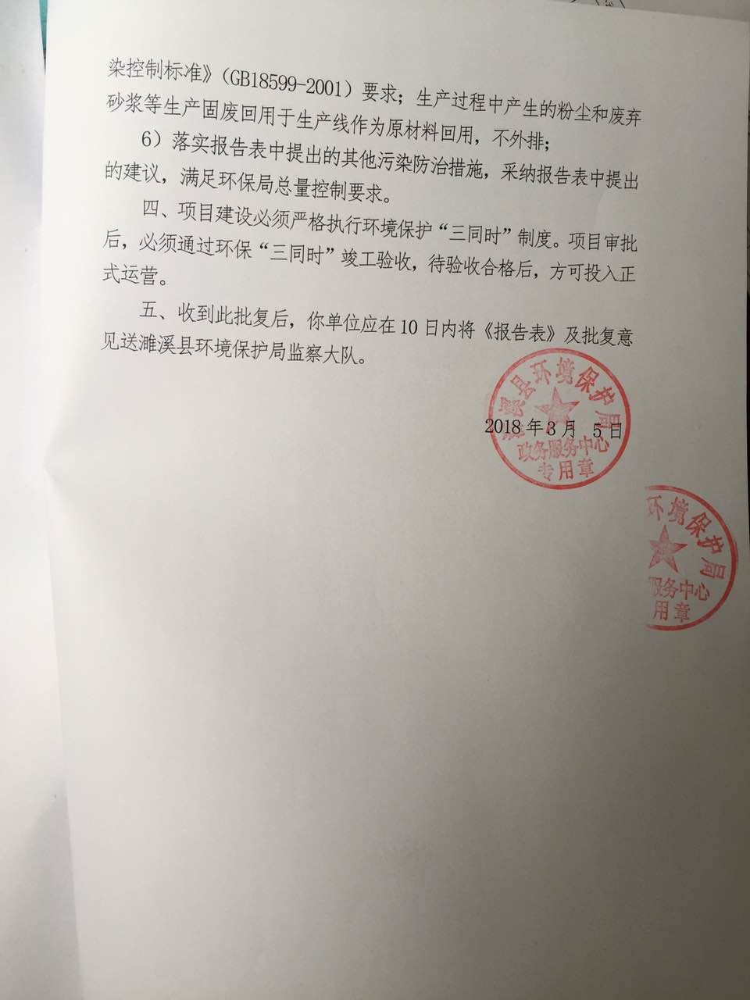 染控制标准》（GB18599-2001）要求；生产过程中产生的粉尘和废弃
砂浆等生产固废回用于生产线作为原材料回用，不外排；
6）落实报告表中提出的其他污染防治措施，采纳报告表中提出
的建议，满足环保局总量控制要求。
四、项目建设必须严格执行环境保护“三同时”制度。项目审批
后，必须通过环保“三同时”竣工验收，待验收合格后，方可投入正
式运营。
五、收到此批复后，你单位应在10日内将《报告表》及批复意
见送濉溪县环境保护局监察大队。
濉溪县环境保护局
2018年3月 5日
政务服务中心
专用章
环境保护局
服务中心
用章